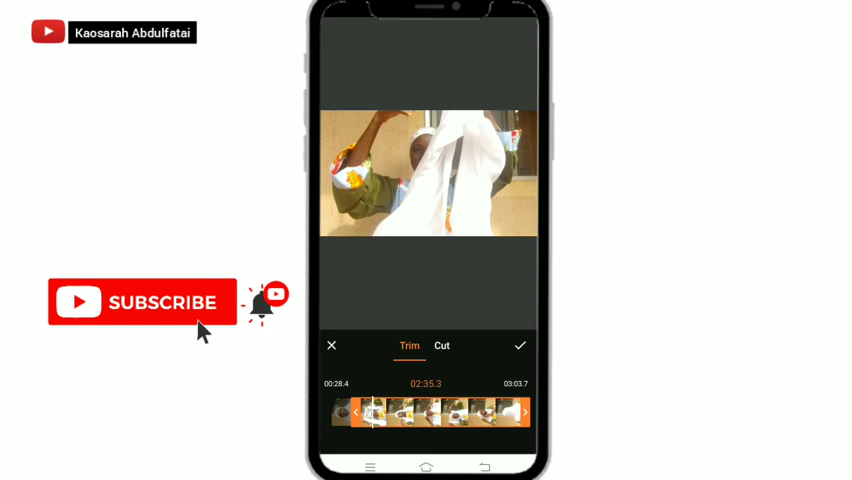 Kaosarah Abdulfatai
SUBSCRIBE
Trim
Cut
00:28.4
02:35.3
03:03.7